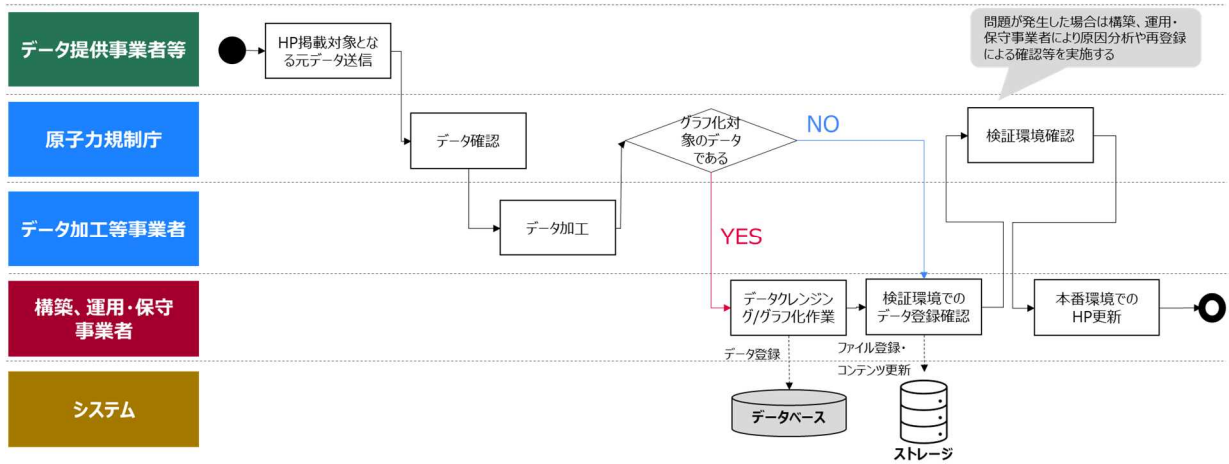 データ提供事業者等
HP掲載対象とな
る元データ送信
問題が発生した場合は構築、運用・
保守事業者により原因分析や再登録
による確認等を実施する
原子力規制庁
データ確認
グラフ化対
象のデータ
である
NO
検証環境確認
データ加工等事業者
データ加工
YES
構築、運用・保守
事業者
データクレンジン
グ/グラフ化作業
検証環境での
データ登録確認
本番環境での
HP更新
データ登録
ファイル登録・
コンテンツ更新
システム
データベース
ストレージ